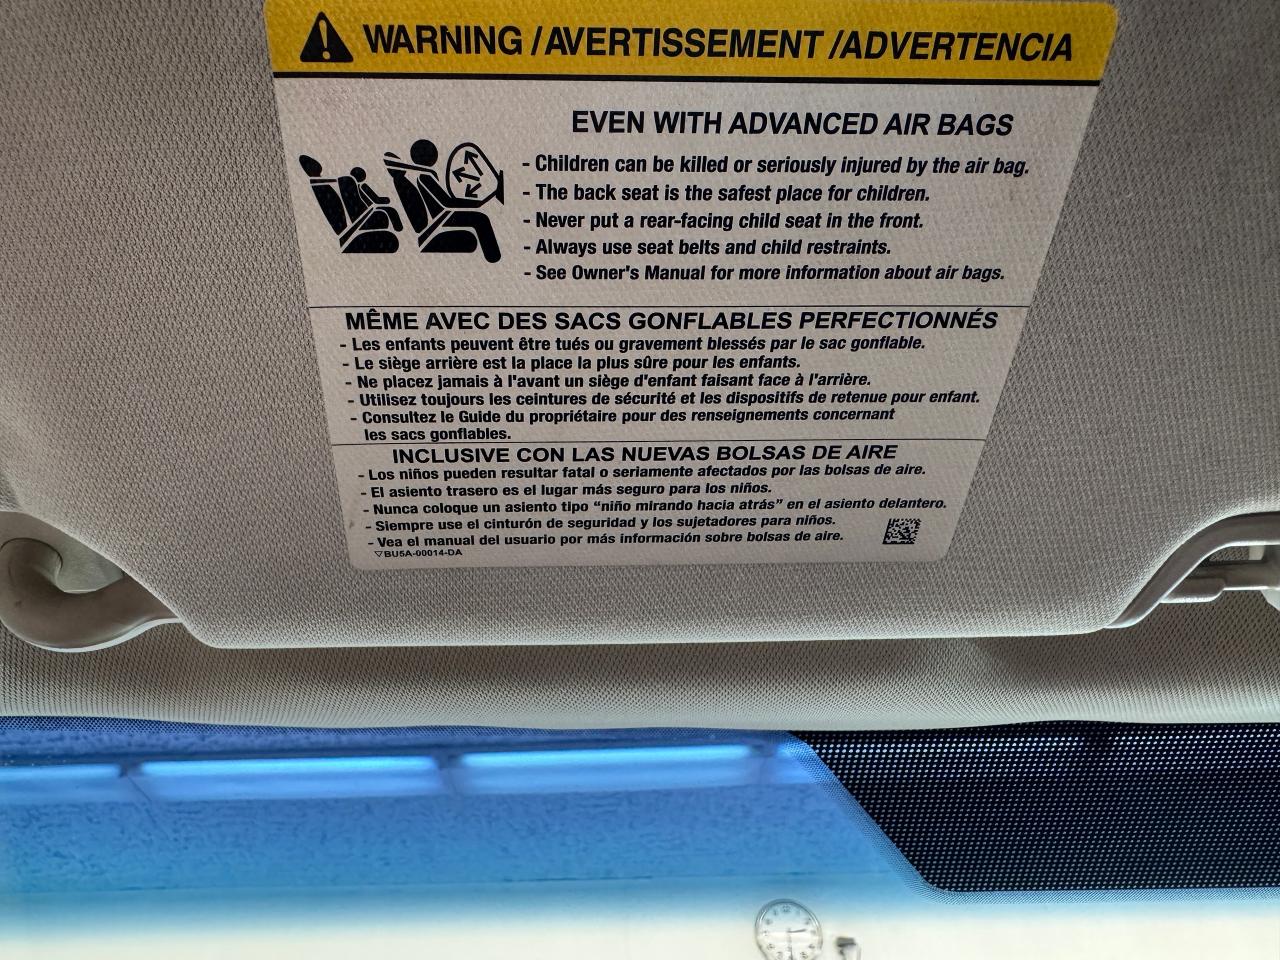 WARNING / AVERTISSEMENT / ADVERTENCIA
EVEN WITH ADVANCED AIR BAGS
- Children can be killed or seriously injured by the air bag.
- The back seat is the safest place for children.
- Never put a rear-facing child seat in the front.
- Always use seat belts and child restraints.
- See Owner's Manual for more information about air bags.
MÊME AVEC DES SACS GONFLABLES PERFECTIONNÉS
- Les enfants peuvent être tués ou gravement blessés par le sac gonflable.
- Le siège arrière est la place la plus sûre pour les enfants.
- Ne placez jamais à l'avant un siège d'enfant faisant face à l'arrière.
- Utilisez toujours les ceintures de sécurité et les dispositifs de retenue pour enfant.
- Consultez le Guide du propriétaire pour des renseignements concernant
les sacs gonflables.
INCLUSIVE CON LAS NUEVAS BOLSAS DE AIRE
- Los niños pueden resultar fatal o seriamente afectados por las bolsas de aire.
- El asiento trasero es el lugar más seguro para los niños.
- Nunca coloque un asiento tipo “niño mirando hacia atrás” en el asiento delantero.
- Siempre use el cinturón de seguridad y los sujetadores para niños.
- Vea el manual del usuario por más información sobre bolsas de aire.
▽BU5A-00014-DA